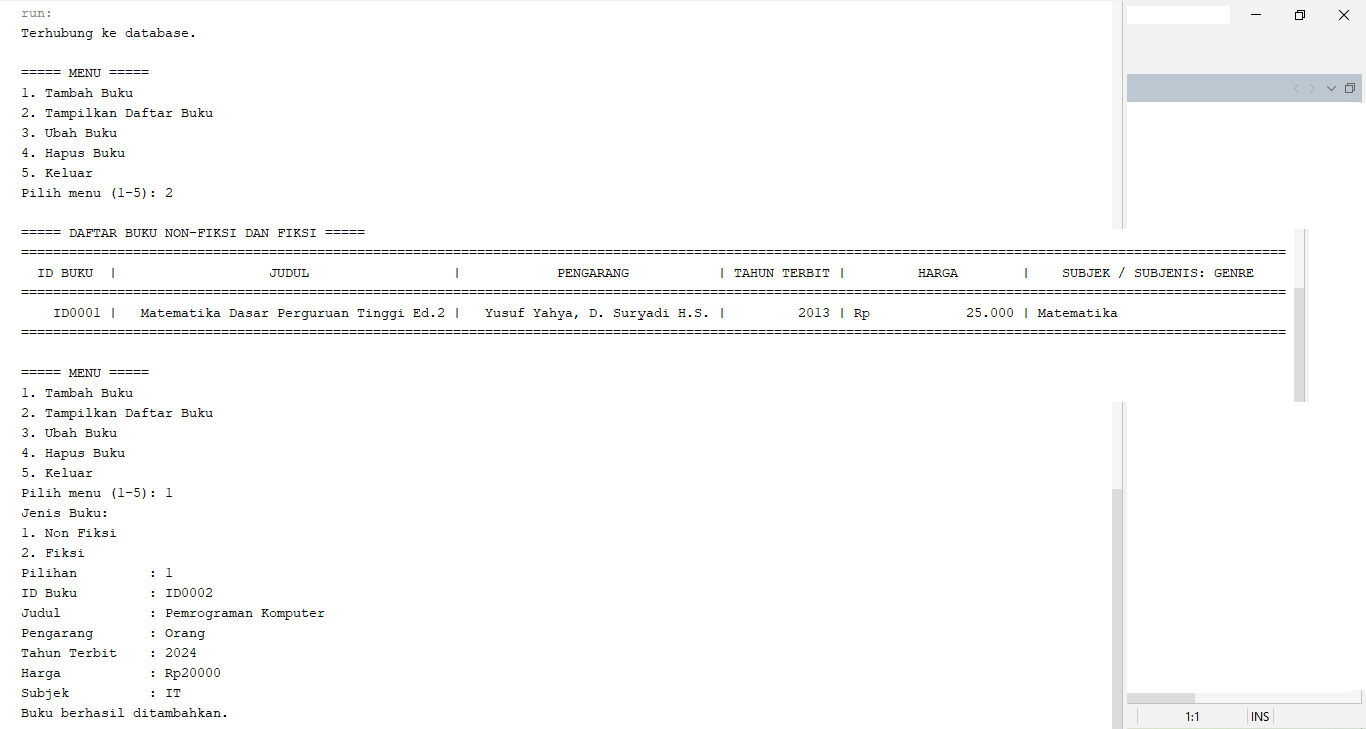 run:
Terhubung ke database.
===== MENU =====
1. Tambah Buku
2. Tampilkan Daftar Buku
3. Ubah Buku
4. Hapus Buku
5. Keluar
Pilih menu (1-5): 2
===== DAFTAR BUKU NON-FIKSI DAN FIKSI =====
==============================================================================================================================================================
ID BUKU | JUDUL | PENGARANG | TAHUN TERBIT | HARGA | SUBJEK / SUBJENIS: GENRE
==============================================================================================================================================================
ID0001 | Matematika Dasar Perguruan Tinggi Ed.2 | Yusuf Yahya, D. Suryadi H.S. | 2013 | Rp 25.000 | Matematika
==============================================================================================================================================================
===== MENU =====
1. Tambah Buku
2. Tampilkan Daftar Buku
3. Ubah Buku
4. Hapus Buku
5. Keluar
Pilih menu (1-5): 1
Jenis Buku:
1. Non Fiksi
2. Fiksi
Pilihan : 1
ID Buku : ID0002
Judul : Pemrograman Komputer
Pengarang : Orang
Tahun Terbit : 2024
Harga : Rp20000
Subjek : IT
Buku berhasil ditambahkan.
1:1 INS